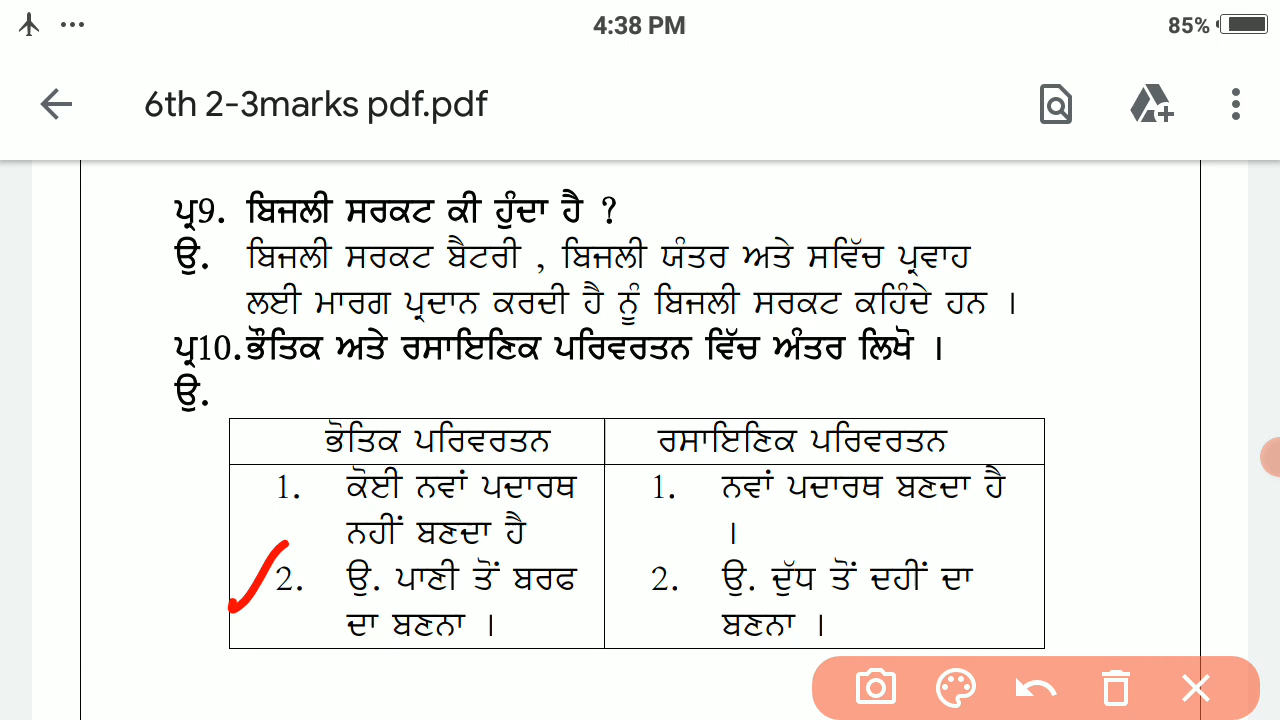 4:38 PM
85%
6th 2-3marks pdf.pdf
ਪ੍ਰ9. ਬਿਜਲੀ ਸਰਕਟ ਕੀ ਹੁੰਦਾ ਹੈ ?
ਉ. ਬਿਜਲੀ ਸਰਕਟ ਬੈਟਰੀ , ਬਿਜਲੀ ਯੰਤਰ ਅਤੇ ਸਵਿੱਚ ਪ੍ਰਵਾਹ
ਲਈ ਮਾਰਗ ਪ੍ਰਦਾਨ ਕਰਦੀ ਹੈ ਨੂੰ ਬਿਜਲੀ ਸਰਕਟ ਕਹਿੰਦੇ ਹਨ ।
ਪ੍ਰ10. ਭੌਤਿਕ ਅਤੇ ਰਸਾਇਣਿਕ ਪਰਿਵਰਤਨ ਵਿੱਚ ਅੰਤਰ ਲਿਖੋ ।
ਉ.
ਭੋਤਿਕ ਪਰਿਵਰਤਨ
1. ਕੋਈ ਨਵਾਂ ਪਦਾਰਥ
ਨਹੀਂ ਬਣਦਾ ਹੈ
2. ਉ. ਪਾਣੀ ਤੋਂ ਬਰਫ
ਦਾ ਬਣਨਾ ।
ਰਸਾਇਣਿਕ ਪਰਿਵਰਤਨ
1. ਨਵਾਂ ਪਦਾਰਥ ਬਣਦਾ ਹੈ
।
2. ਉ. ਦੁੱਧ ਤੋਂ ਦਹੀਂ ਦਾ
ਬਣਨਾ ।